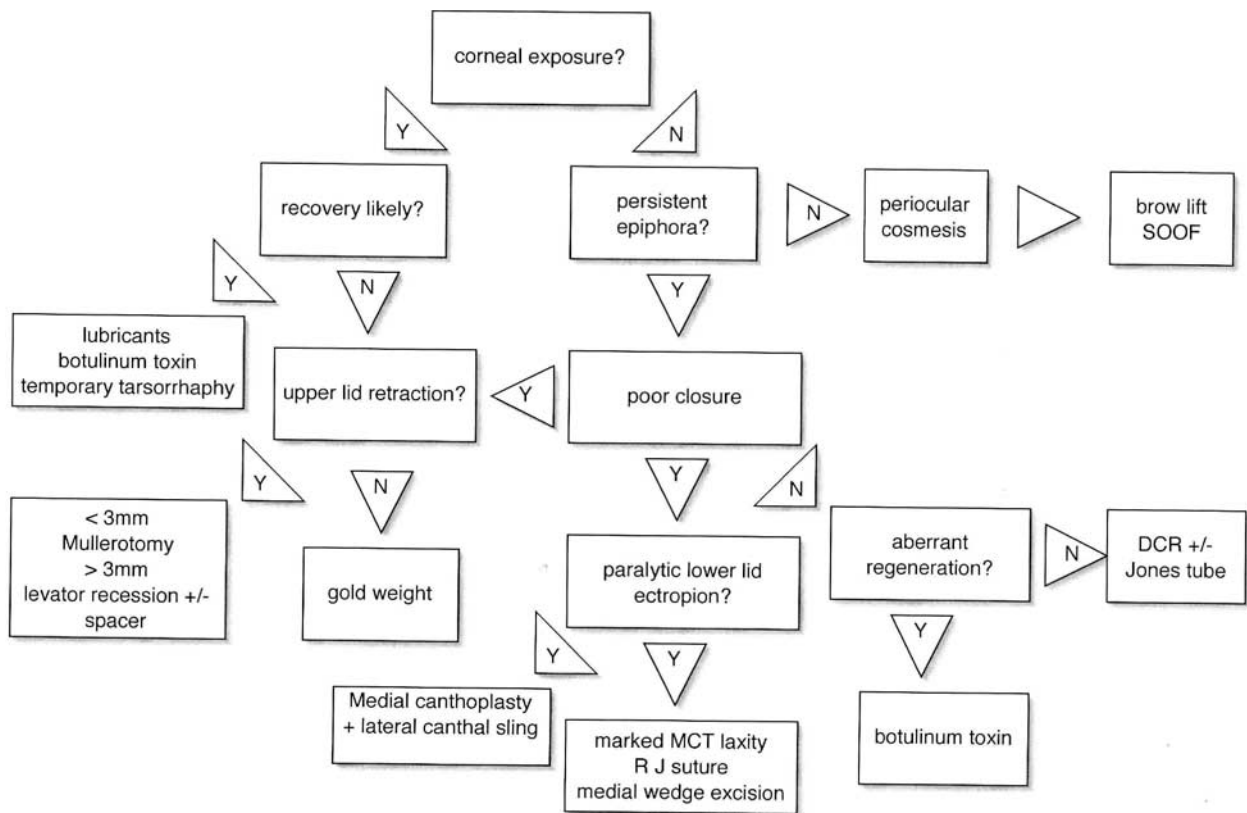 corneal exposure?
Y
N
recovery likely?
persistent
epiphora?
N
periocular
cosmesis
brow lift
SOOF
Y
N
Y
lubricants
botulinum toxin
temporary tarsorrhaphy
upper lid retraction?
Y
poor closure
Y
N
Y
N
< 3mm
Mullerotomy
> 3mm
levator recession +/-
spacer
gold weight
paralytic lower lid
ectropion?
aberrant
regeneration?
N
DCR +/-
Jones tube
Y
Y
Y
Medial canthoplasty
+ lateral canthal sling
marked MCT laxity
R J suture
medial wedge excision
botulinum toxin